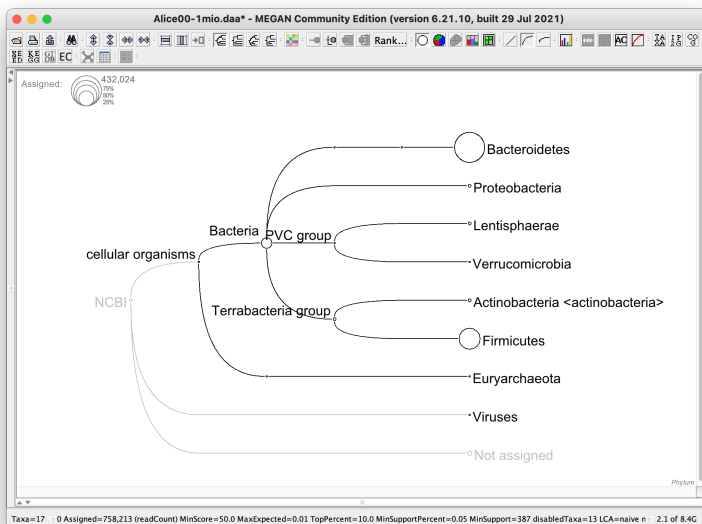 Alice00-1mio.daa* - MEGAN Community Edition (version 6.21.10, built 29 Jul 2021)
Rank...
EC
AC
Assigned:
432,024
75%
50%
25%
Bacteroidetes
Proteobacteria
Lentisphaerae
Bacteria
PVC group
cellular organisms
Verrucomicrobia
NCBI
Actinobacteria <actinobacteria>
Terrabacteria group
Firmicutes
Euryarchaeota
Viruses
Not assigned
Phylum
Taxa=17
0 Assigned=758,213 (readCount) MinScore=50.0 MaxExpected=0.01 TopPercent=10.0 MinSupportPercent=0.05 MinSupport=387 disabledTaxa=13 LCA=naive n
2.1 of 8.4G